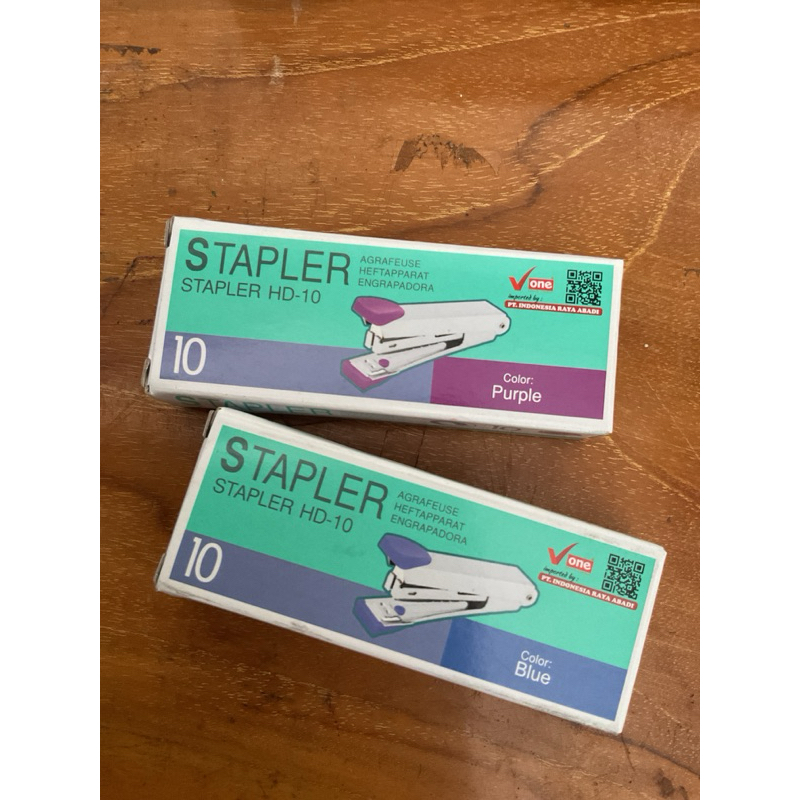 STAPLER
STAPLER HD-10
AGRAFEUSE
HEFTAPPARAT
ENGRAPADORA
Vone
imported by :
PT. INDONESIA RAYA ABADI
10
Color:
Purple
STAPLER
STAPLER
STAPLER HD-10
AGRAFEUSE
HEFTAPPARAT
ENGRAPADORA
Vone
imported by :
PT. INDONESIA RAYA ABADI
10
Color:
Blue